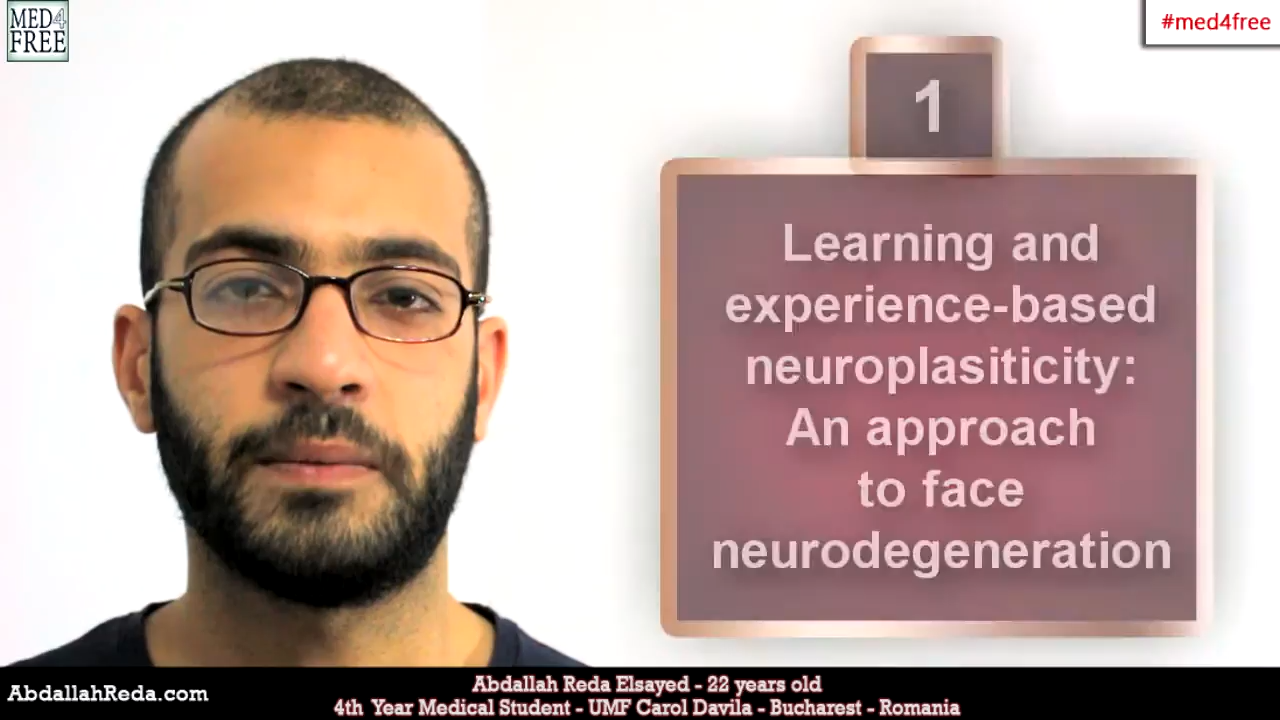 MED4
FREE
#med4free
1
Learning and
experience-based
neuroplasiticity:
An approach
to face
neurodegeneration
AbdallahReda.com
Abdallah Reda Elsayed - 22 years old
4th Year Medical Student - UMF Carol Davila - Bucharest - Romania